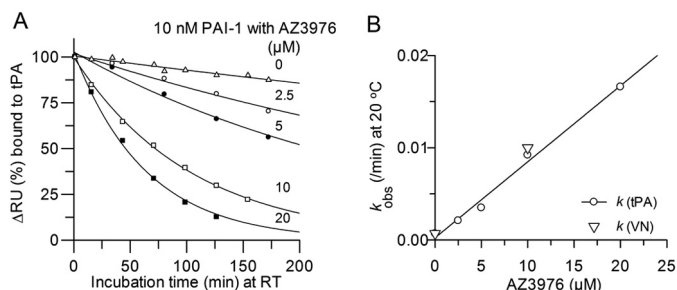 A
10 nM PAI-1 with AZ3976
(µM)
0
2.5
5
10
20
100
75
50
25
0
ΔRU (%) bound to tPA
0 50 100 150 200
Incubation time (min) at RT
B
0.02
0.01
0.00
k obs (/min) at 20 ºC
k (tPA)
k (VN)
0 5 10 15 20 25
AZ3976 (µM)